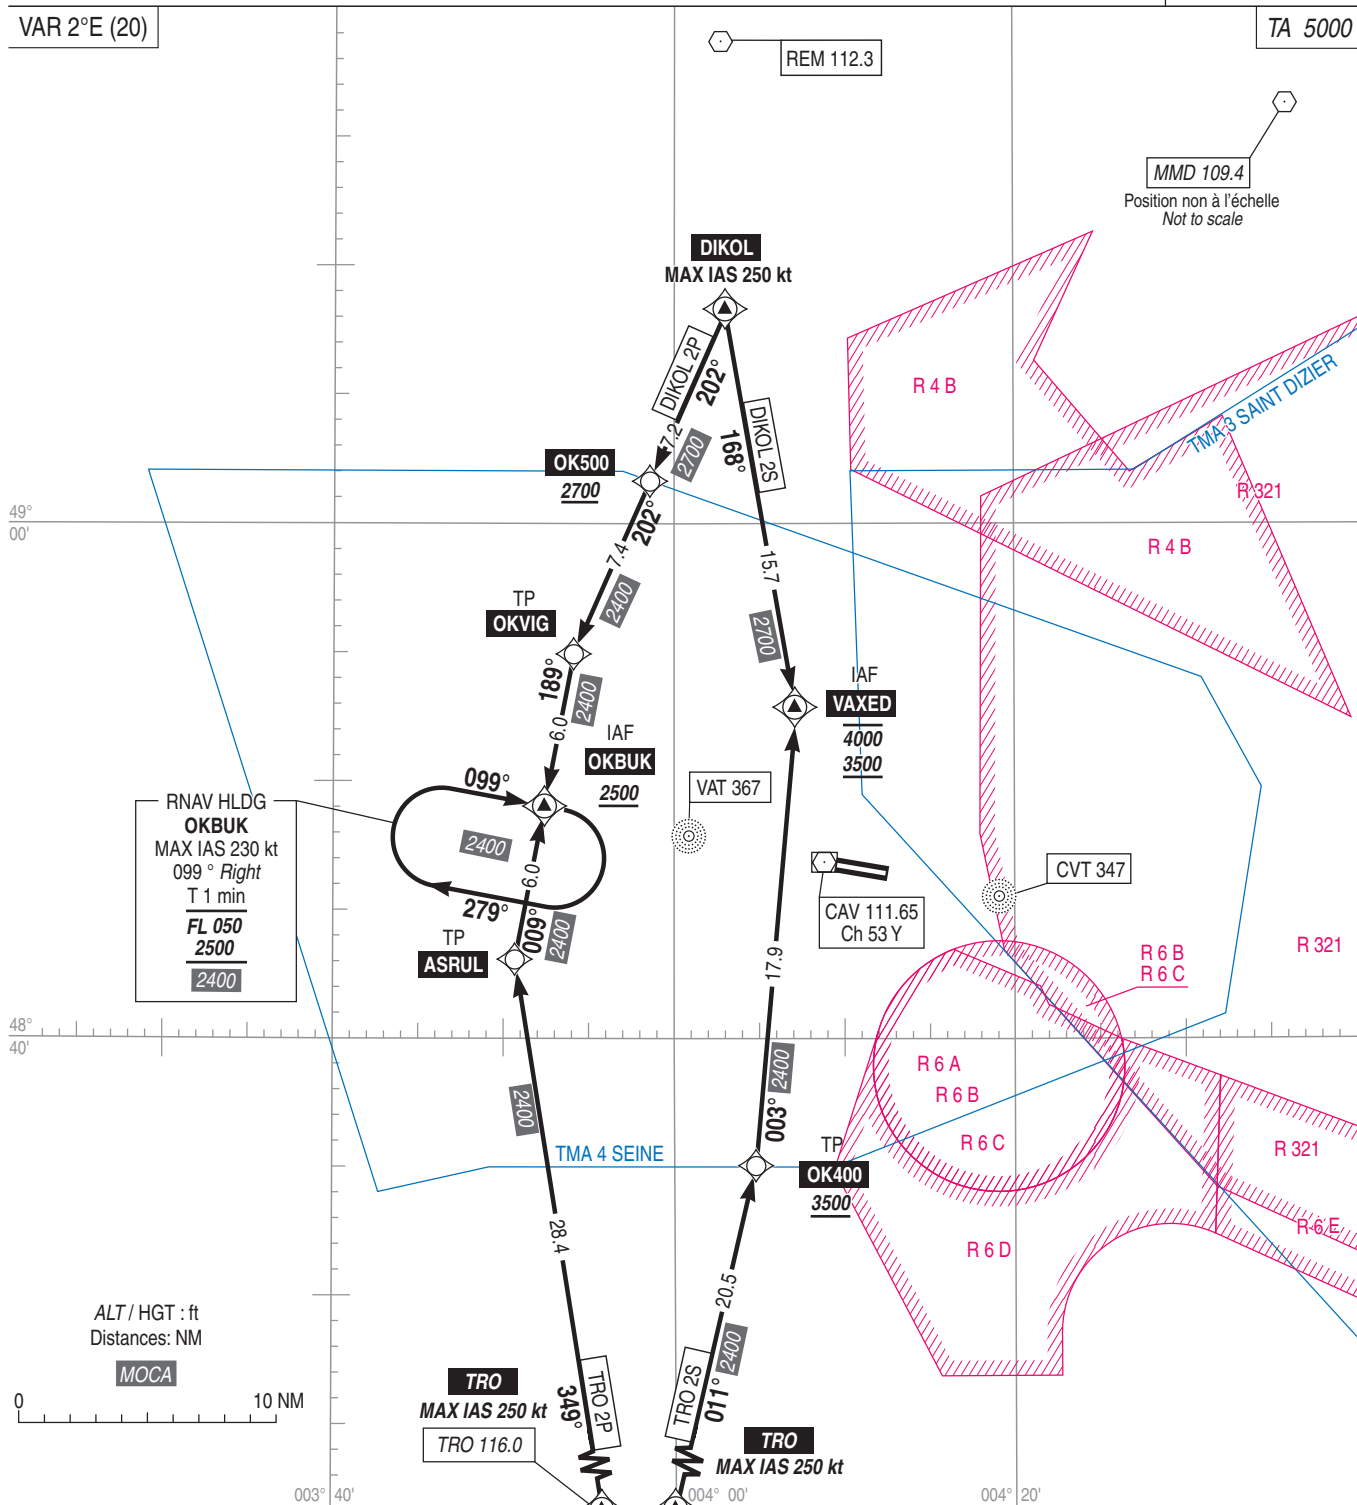 VAR 2°E (20)
TA 5000
REM 112.3
MMD 109.4
Position non à l'échelle
Not to scale
DIKOL
MAX IAS 250 kt
DIKOL 2P
202°
7.2
2700
DIKOL 2S
168°
R 4 B
TMA 3 SAINT DIZIER
OK500
2700
202°
7.4
2400
15.7
2700
R 321
R 4 B
49°
00'
TP
OKVIG
189°
2400
6.0
IAF
OKBUK
2500
IAF
VAXED
4000
3500
099°
2400
279°
VAT 367
RNAV HLDG
OKBUK
MAX IAS 230 kt
099 ° Right
T 1 min
FL 050
2500
2400
6.0
009°
2400
TP
ASRUL
CAV 111.65
Ch 53 Y
CVT 347
17.9
R 6 B
R 6 C
R 321
48°
40'
2400
2400
003°
R 6 A
R 6 B
R 6 C
TMA 4 SEINE
TP
OK400
3500
R 321
R 6 E
R 6 D
28.4
20.5
2400
ALT / HGT : ft
Distances: NM
MOCA
0
10 NM
TRO
MAX IAS 250 kt
TRO 116.0
349°
TRO 2P
TRO 2S
011°
TRO
MAX IAS 250 kt
003° 40'
004° 00'
004° 20'